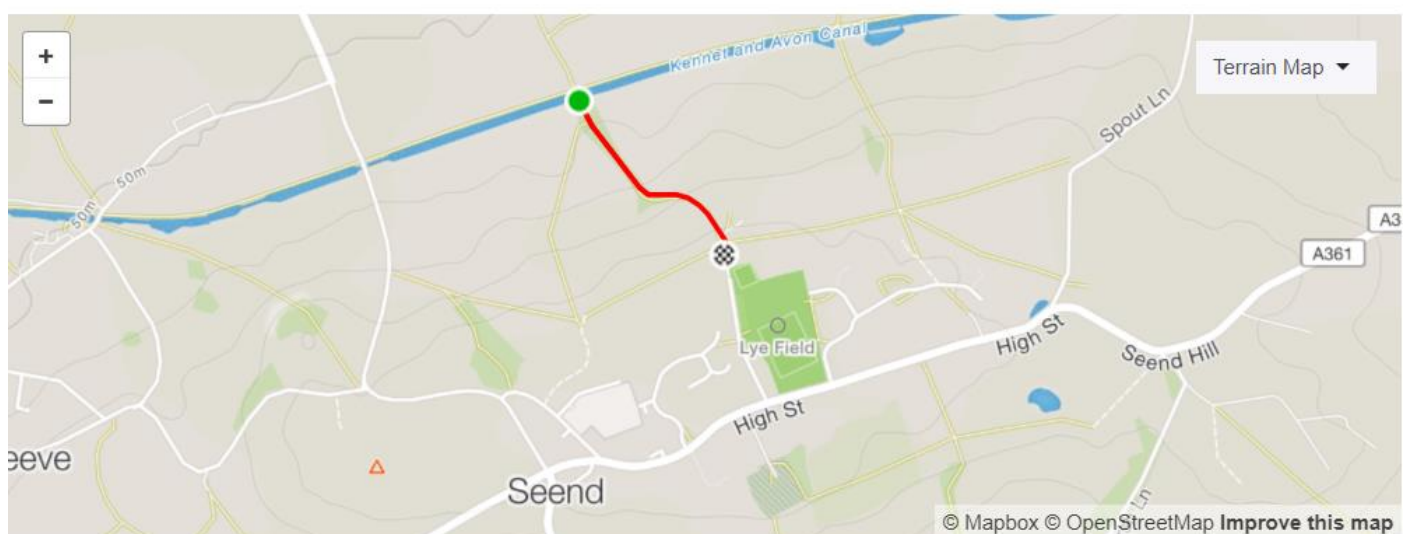 +
Kennet and Avon Canal
Terrain Map
−
Spout Ln
50m
50m
A3
A361
Lye Field
High St
Seend Hill
High St
eeve
Seend
Ln
© Mapbox © OpenStreetMap Improve this map